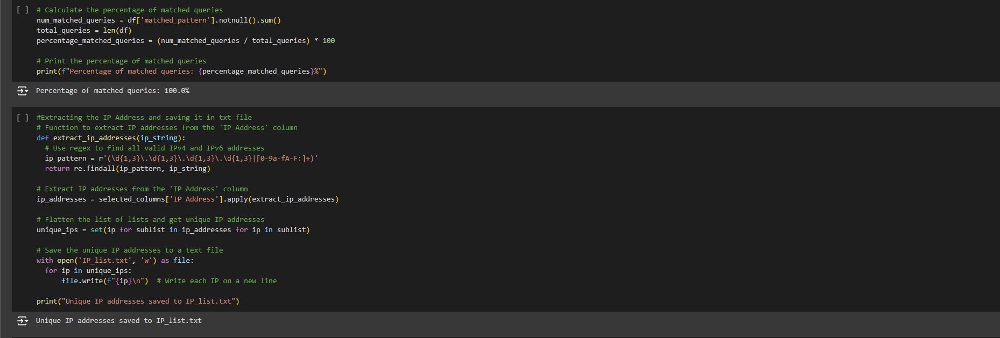 [ ] # Calculate the percentage of matched queries
num_matched_queries = df['matched_pattern'].notnull().sum()
total_queries = len(df)
percentage_matched_queries = (num_matched_queries / total_queries) * 100
# Print the percentage of matched queries
print(f"Percentage of matched queries: {percentage_matched_queries}%")
Percentage of matched queries: 100.0%
[ ] #Extracting the IP Address and saving it in txt file
# Function to extract IP addresses from the 'IP Address' column
def extract_ip_addresses(ip_string):
# Use regex to find all valid IPv4 and IPv6 addresses
ip_pattern = r'(\d{1,3}\.\d{1,3}\.\d{1,3}\.\d{1,3}|[0-9a-fA-F:]+)'
return re.findall(ip_pattern, ip_string)
# Extract IP addresses from the 'IP Address' column
ip_addresses = selected_columns['IP Address'].apply(extract_ip_addresses)
# Flatten the list of lists and get unique IP addresses
unique_ips = set(ip for sublist in ip_addresses for ip in sublist)
# Save the unique IP addresses to a text file
with open('IP_list.txt', 'w') as file:
for ip in unique_ips:
file.write(f"{ip}\n")  # Write each IP on a new line
print("Unique IP addresses saved to IP_list.txt")
Unique IP addresses saved to IP_list.txt